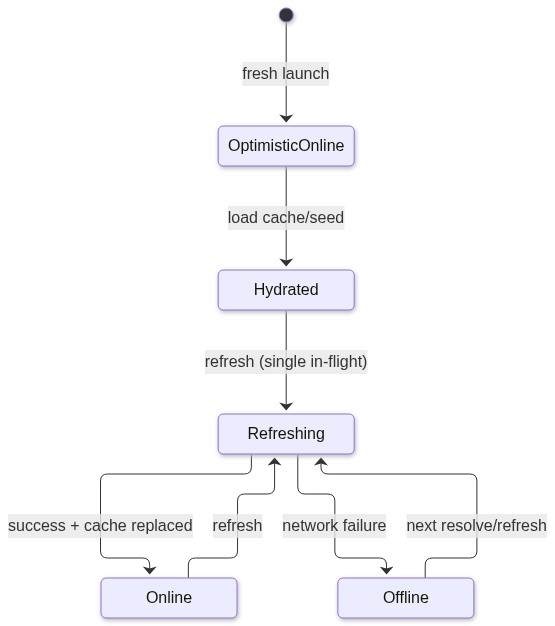 fresh launch
OptimisticOnline
load cache/seed
Hydrated
refresh (single in-flight)
Refreshing
success + cache replaced
refresh
network failure
next resolve/refresh
Online
Offline